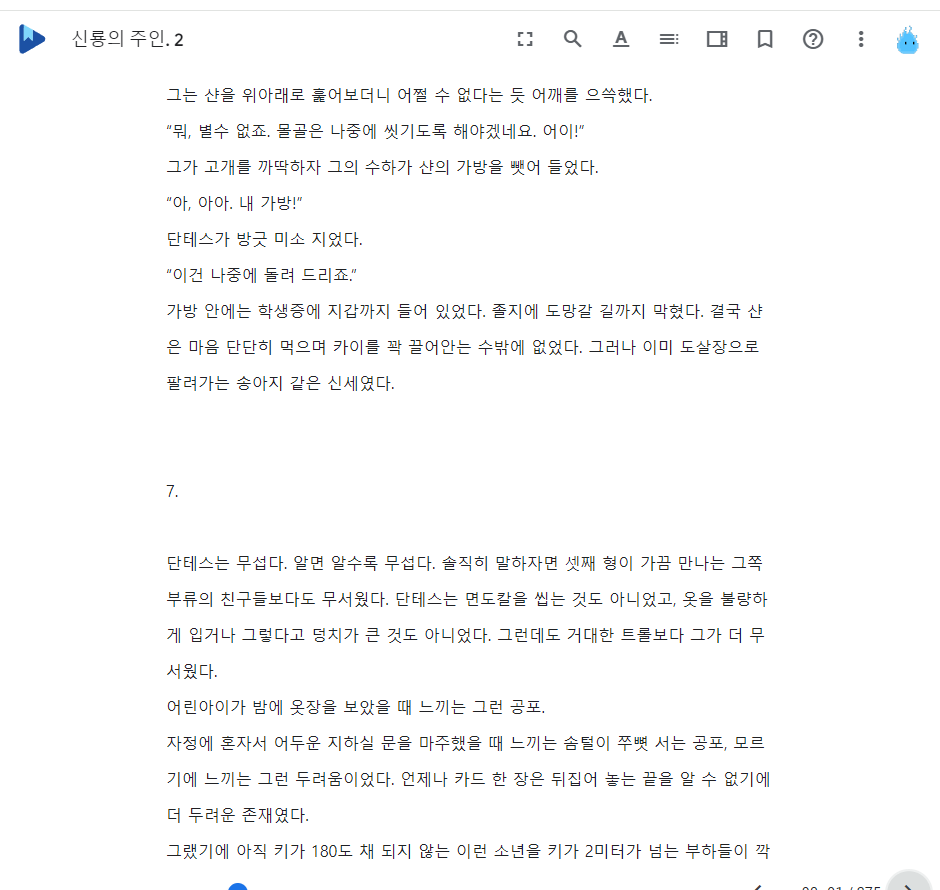 신룡의 주인. 2
그는 샨을 위아래로 훑어보더니 어쩔 수 없다는 듯 어깨를 으쓱했다.
“뭐, 별수 없죠. 몰골은 나중에 씻기도록 해야겠네요. 어이!”
그가 고개를 까딱하자 그의 수하가 샨의 가방을 뺏어 들었다.
“아, 아아. 내 가방!”
단테스가 방긋 미소 지었다.
“이건 나중에 돌려 드리죠.”
가방 안에는 학생증에 지갑까지 들어 있었다. 졸지에 도망갈 길까지 막혔다. 결국 샨
은 마음 단단히 먹으며 카이를 꽉 끌어안는 수밖에 없었다. 그러나 이미 도살장으로
팔려가는 송아지 같은 신세였다.
7.
단테스는 무섭다. 알면 알수록 무섭다. 솔직히 말하자면 셋째 형이 가끔 만나는 그쪽
부류의 친구들보다도 무서웠다. 단테스는 면도칼을 씹는 것도 아니었고, 옷을 불량하
게 입거나 그렇다고 덩치가 큰 것도 아니었다. 그런데도 거대한 트롤보다 그가 더 무
서웠다.
어린아이가 밤에 옷장을 보았을 때 느끼는 그런 공포.
자정에 혼자서 어두운 지하실 문을 마주했을 때 느끼는 솜털이 쭈뼛 서는 공포, 모르
기에 느끼는 그런 두려움이었다. 언제나 카드 한 장은 뒤집어 놓는 끝을 알 수 없기에
더 두려운 존재였다.
그랬기에 아직 키가 180도 채 되지 않는 이런 소년을 키가 2미터가 넘는 부하들이 깍